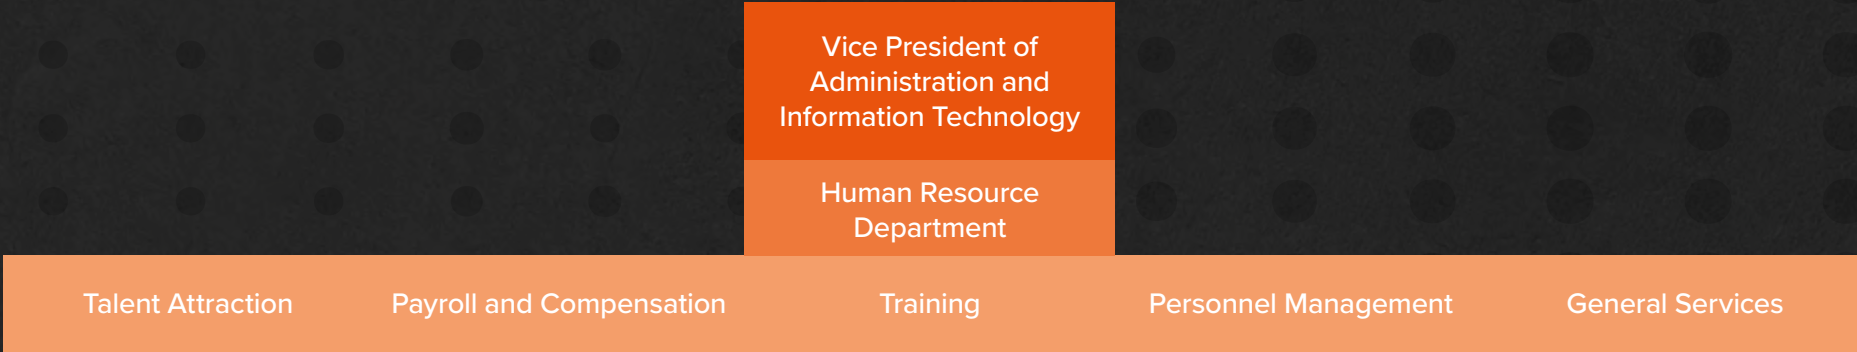 Vice President of
Administration and
Information Technology
Human Resource
Department
Talent Attraction
Payroll and Compensation
Training
Personnel Management
General Services